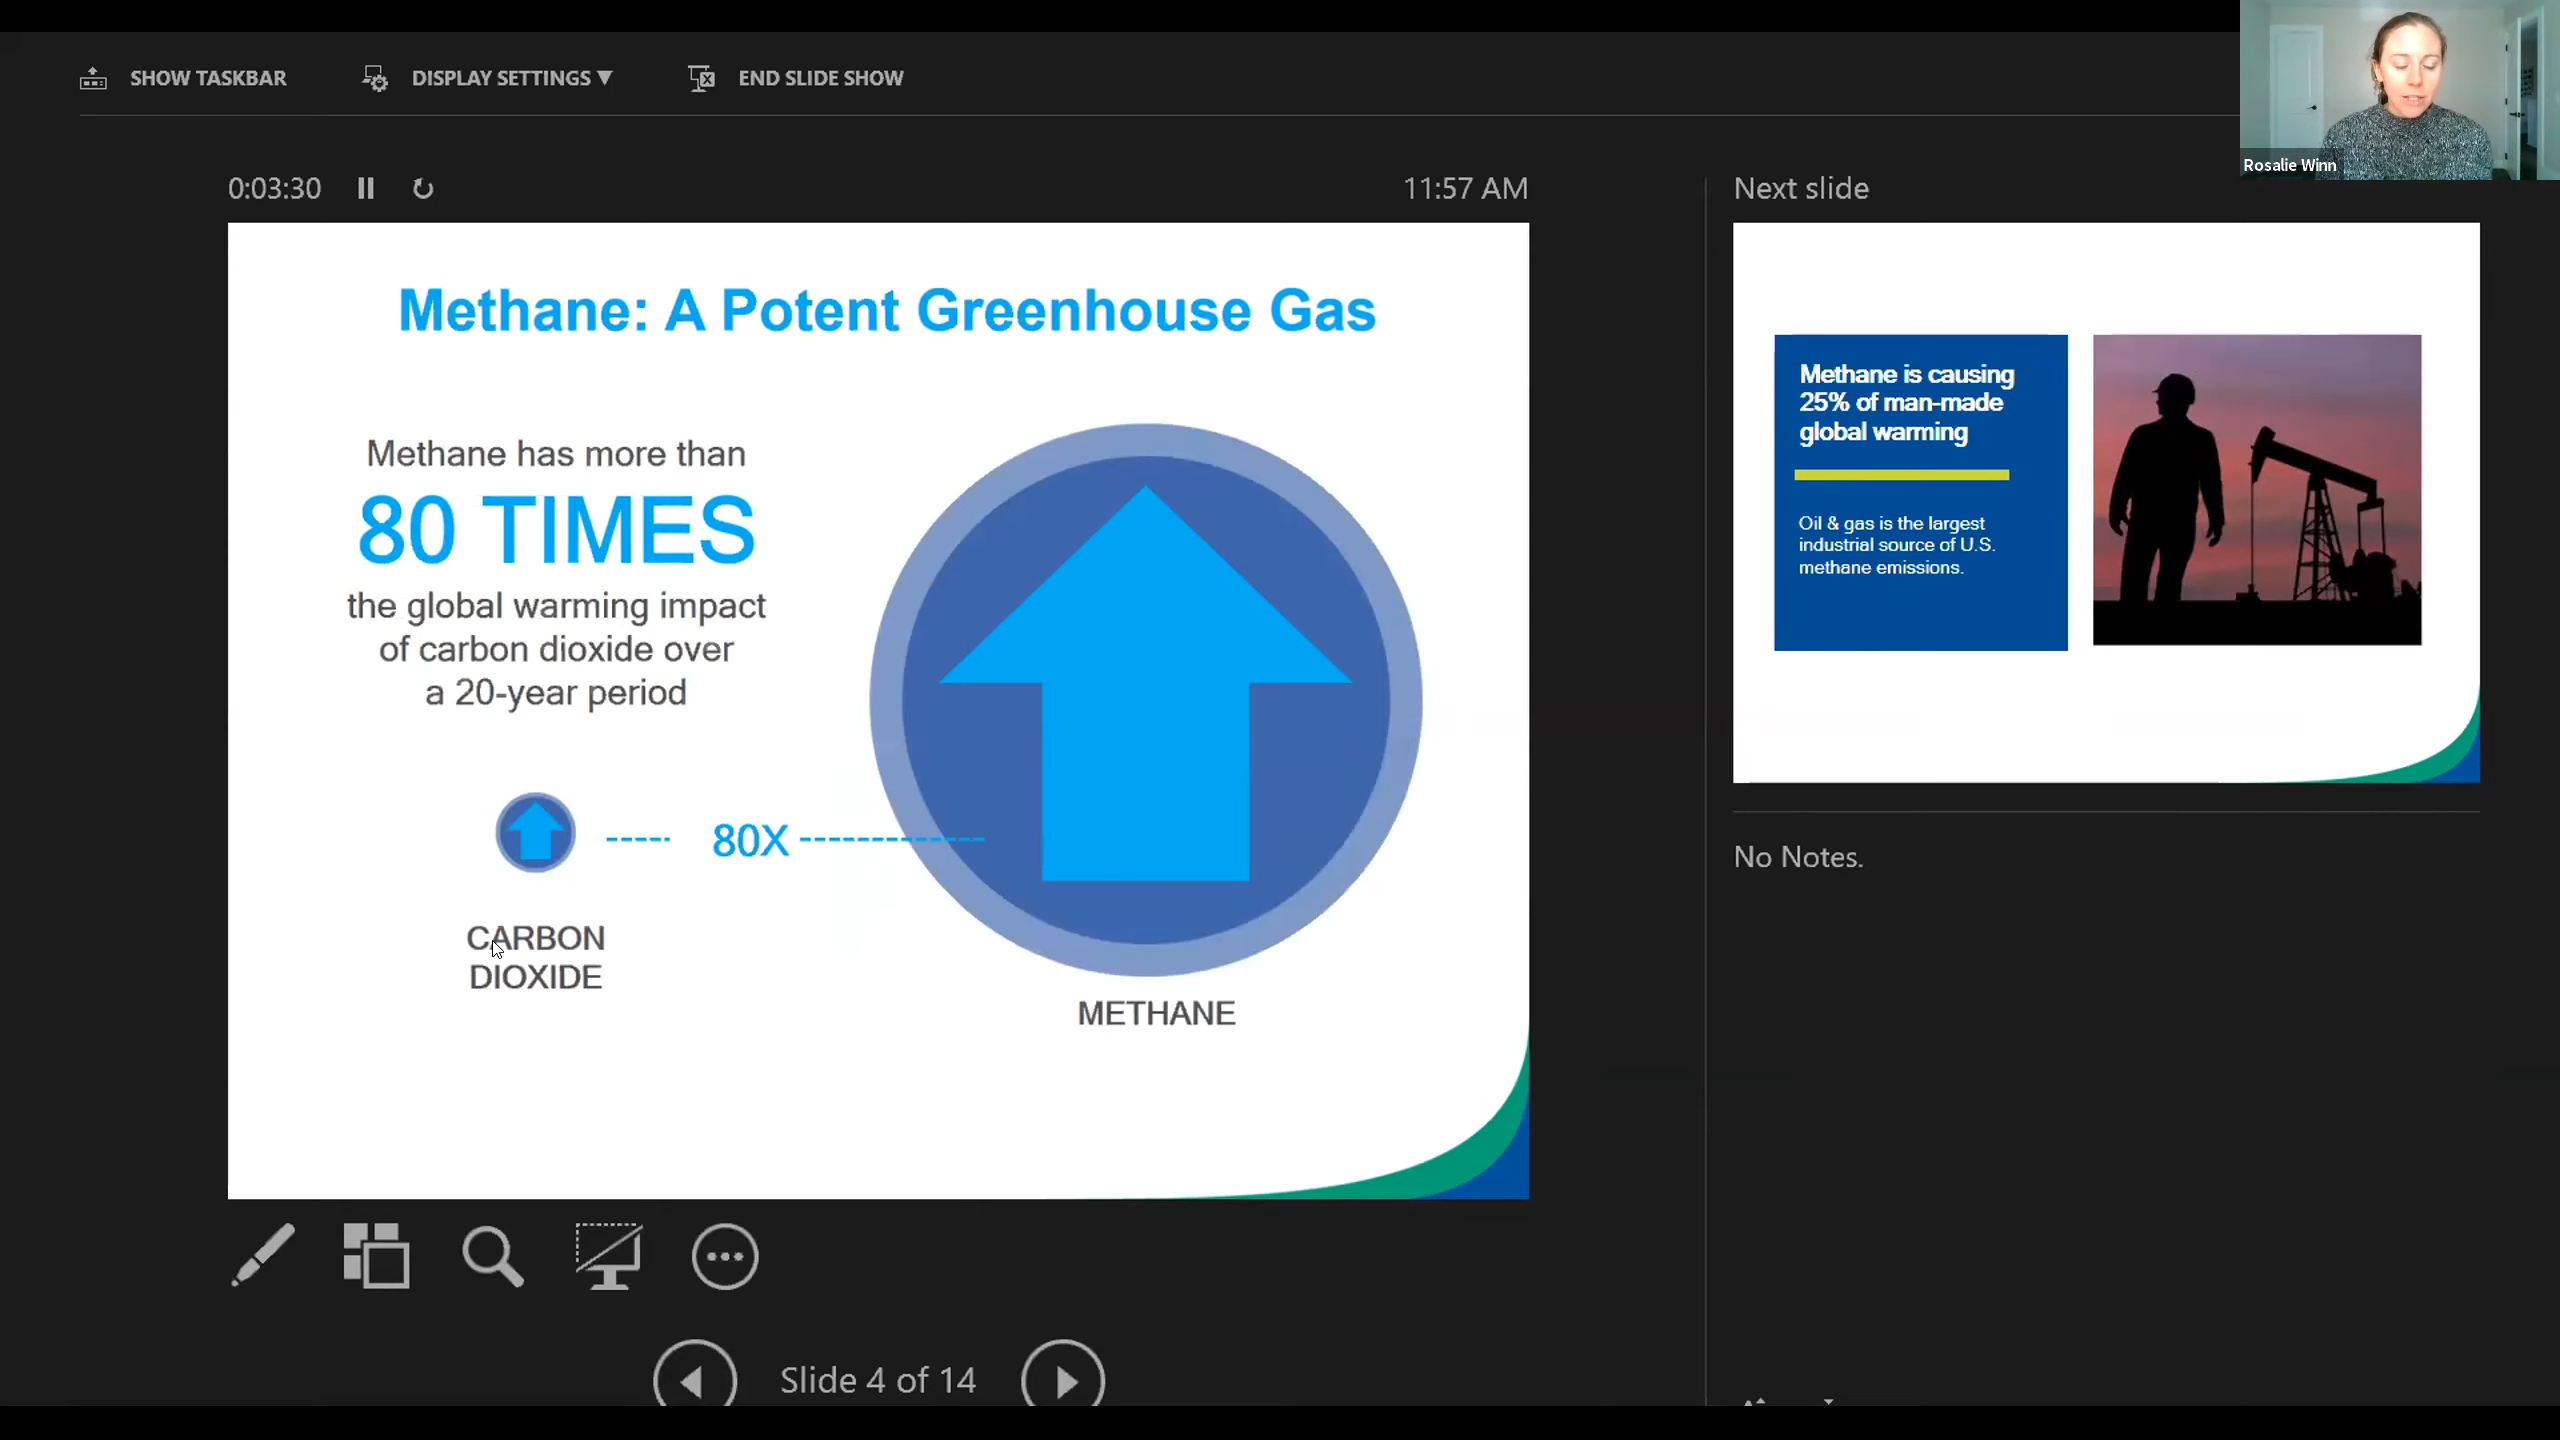 SHOW TASKBAR
DISPLAY SETTINGS ▼
END SLIDE SHOW
Rosalie Winn
0:03:30
11:57 AM
Next slide
Methane: A Potent Greenhouse Gas
Methane has more than
80 TIMES
the global warming impact
of carbon dioxide over
a 20-year period
80X
CARBON
DIOXIDE
METHANE
Methane is causing
25% of man-made
global warming
Oil & gas is the largest
industrial source of U.S.
methane emissions.
No Notes.
Slide 4 of 14